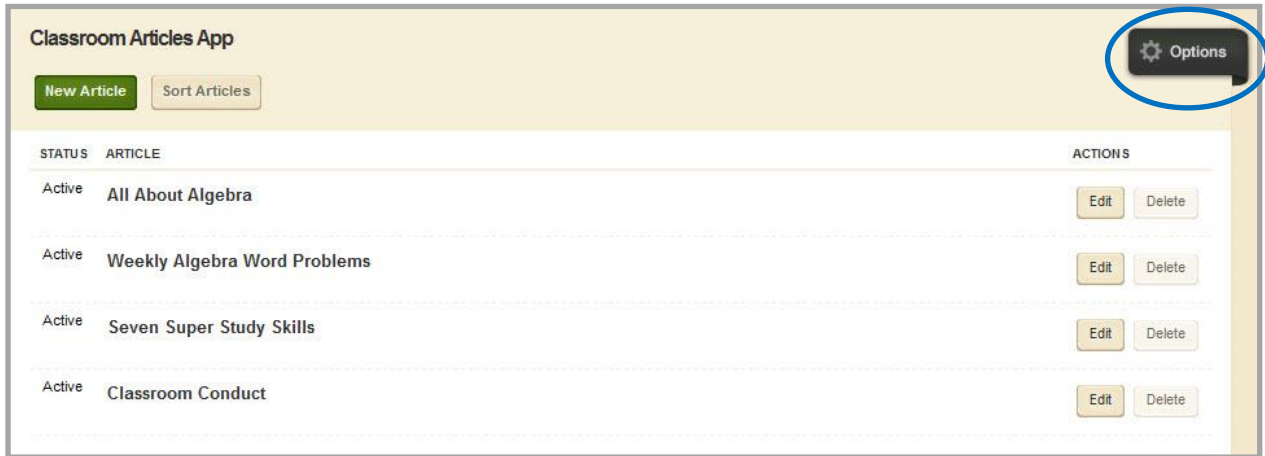 Classroom Articles App
Options
New Article Sort Articles
STATUS ARTICLE ACTIONS
Active All About Algebra Edit Delete
Active Weekly Algebra Word Problems Edit Delete
Active Seven Super Study Skills Edit Delete
Active Classroom Conduct Edit Delete